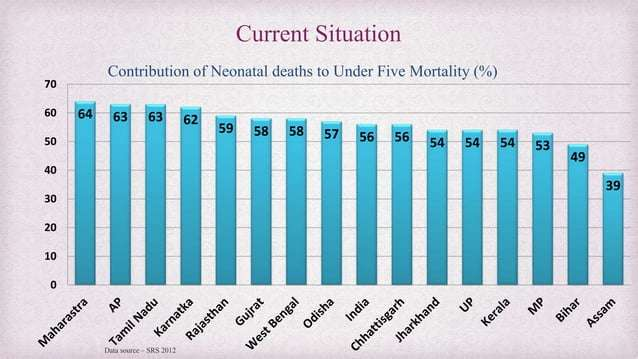 Current Situation
Contribution of Neonatal deaths to Under Five Mortality (%)
70
60
50
40
30
20
10
0
64
63
63
62
59
58
58
57
56
56
54
54
54
53
49
39
Maharastra
AP
Tamil Nadu
Karnatka
Rajasthan
Gujrat
West Bengal
Odisha
India
Chhattisgarh
Jharkhand
UP
Kerala
MP
Bihar
Assam
Data source – SRS 2012